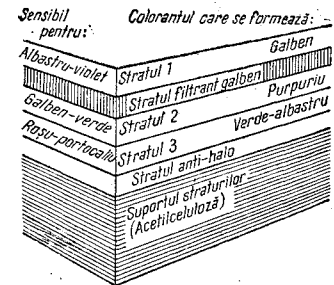 Sensibil
pentru:
Colorantul care se formează:
Albastru-violet
Galben-verde
Roșu-portocaliu
Stratul 1
Galben
Stratul filtrant galben
Stratul 2
Purpuriu
Stratul 3
Verde-albastru
Stratul anti-halo
Suportul straturilor
(Acetilceluloză)